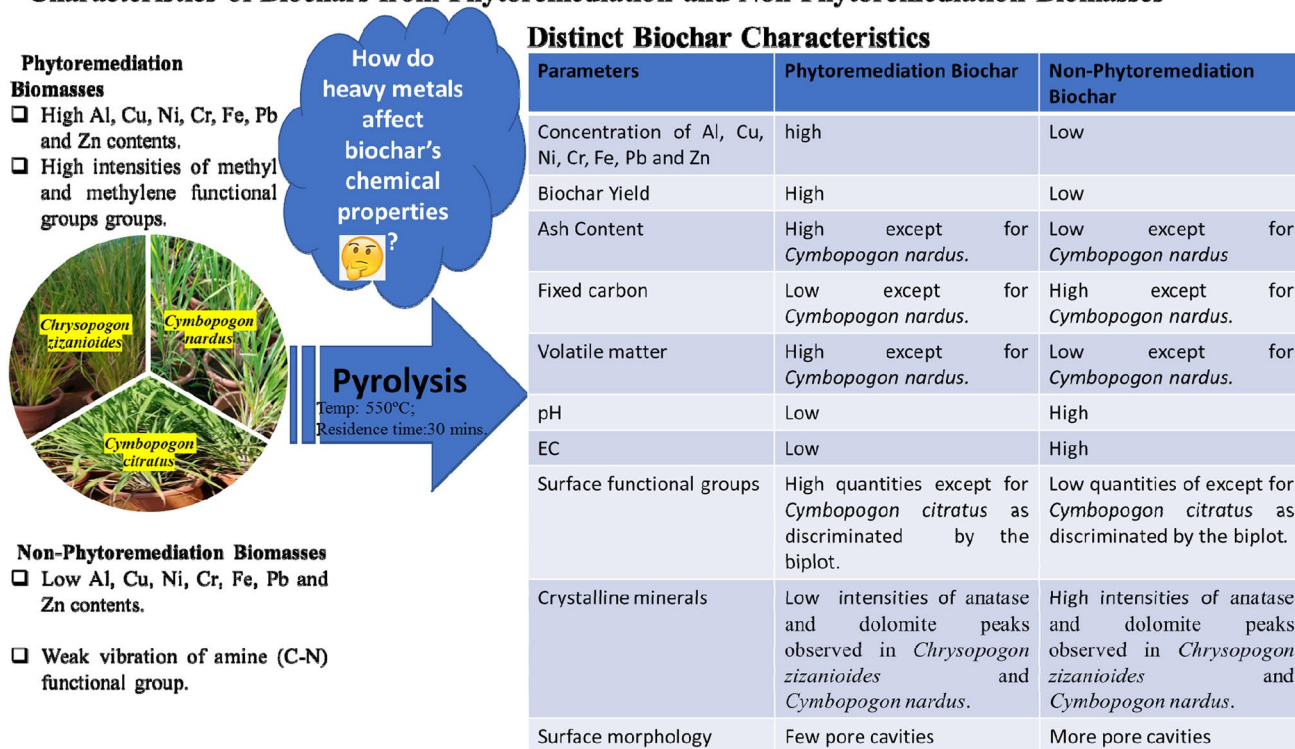 Characteristics of Biochars from Phytoremediation and Non-Phytoremediation Biomasses
Phytoremediation
Biomasses
High Al, Cu, Ni, Cr, Fe, Pb
and Zn contents.
High intensities of methyl
and methylene functional
groups groups.
Chrysopogon
zizanioides
Cymbopogon
nardus
Cymbopogon
citratus
Non-Phytoremediation Biomasses
Low Al, Cu, Ni, Cr, Fe, Pb and
Zn contents.
Weak vibration of amine (C-N)
functional group.
How do
heavy metals
affect
biochar's
chemical
properties
?
Pyrolysis
Temp: 550ºC;
Residence time:30 mins.
Distinct Biochar Characteristics
Parameters
Phytoremediation Biochar
Non-Phytoremediation
Biochar
Concentration of Al, Cu,
Ni, Cr, Fe, Pb and Zn
high
Low
Biochar Yield
High
Low
Ash Content
High except for
Cymbopogon nardus.
Low except for
Cymbopogon nardus
Fixed carbon
Low except for
Cymbopogon nardus.
High except for
Cymbopogon nardus.
Volatile matter
High except for
Cymbopogon nardus.
Low except for
Cymbopogon nardus.
pH
Low
High
EC
Low
High
Surface functional groups
High quantities except for
Cymbopogon citratus as
discriminated by the
biplot.
Low quantities of except for
Cymbopogon citratus as
discriminated by the biplot.
Crystalline minerals
Low intensities of anatase
and dolomite peaks
observed in Chrysopogon
zizanioides and
Cymbopogon nardus.
High intensities of anatase
and dolomite peaks
observed in Chrysopogon
zizanioides and
Cymbopogon nardus.
Surface morphology
Few pore cavities
More pore cavities